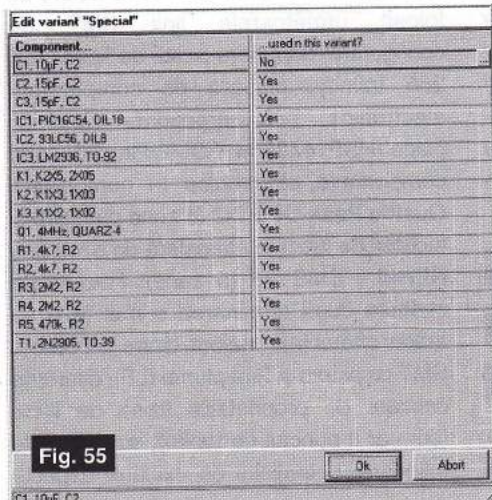 Edit variant "Special"
Component... ...used in this variant?
C1, 10µF, C2 No ...
C2, 15pF, C2 Yes
C3, 15pF, C2 Yes
IC1, PIC16C54, DIL18 Yes
IC2, 93LC56, DIL8 Yes
IC3, LM2936, TO-92 Yes
K1, K2X5, 2X05 Yes
K2, K1X3, 1X03 Yes
K3, K1X2, 1X02 Yes
Q1, 4MHz, QUARZ-4 Yes
R1, 4k7, R2 Yes
R2, 4k7, R2 Yes
R3, 2M2, R2 Yes
R4, 2M2, R2 Yes
R5, 470k, R2 Yes
T1, 2N2905, TO-39 Yes
Fig. 55
Ok Abort
C1, 10µF, C2